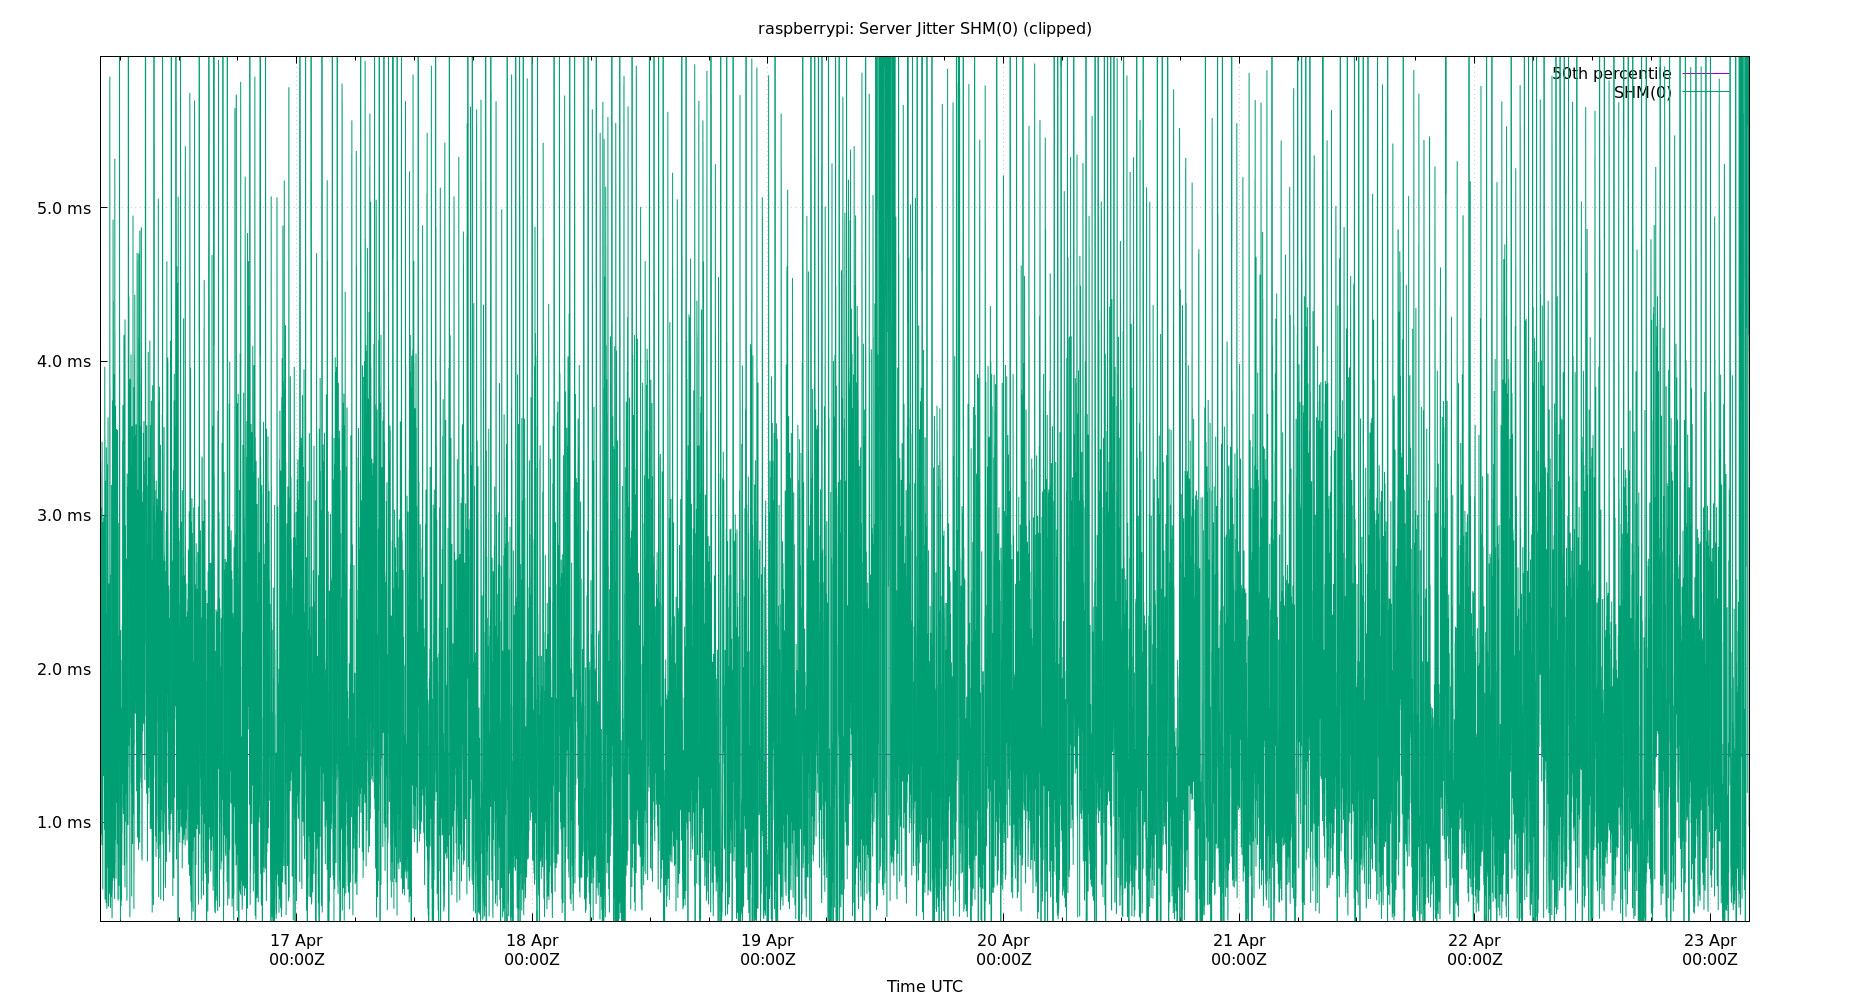 raspberrypi: Server Jitter SHM(0) (clipped)
50th percentile
SHM(0)
5.0 ms
4.0 ms
3.0 ms
2.0 ms
1.0 ms
17 Apr 18 Apr 19 Apr 20 Apr 21 Apr 22 Apr 23 Apr
00:00Z 00:00Z 00:00Z 00:00Z 00:00Z 00:00Z 00:00Z
Time UTC